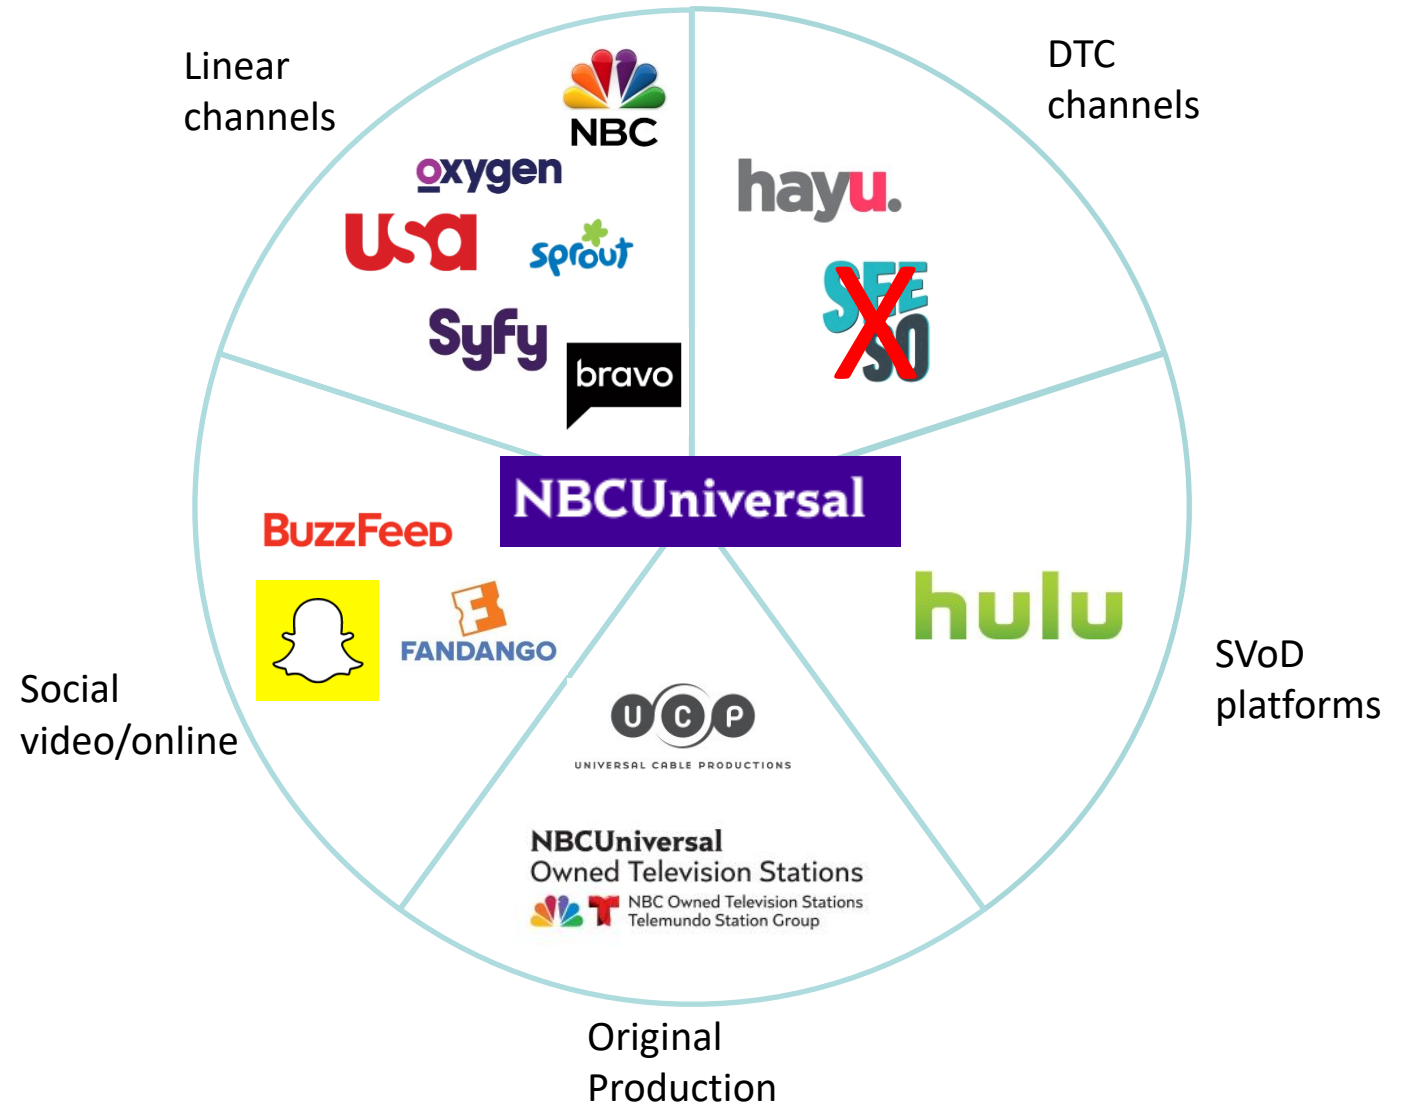 Linear
channels
NBC
oxygen
usa
sprout
Syfy
bravo
DTC
channels
hayu.
SEE
SO
X
NBCUniversal
BuzzFeed
FANDANGO
Social
video/online
hulu
SVoD
platforms
UCP
UNIVERSAL CABLE PRODUCTIONS
NBCUniversal
Owned Television Stations
NBC Owned Television Stations
Telemundo Station Group
Original
Production